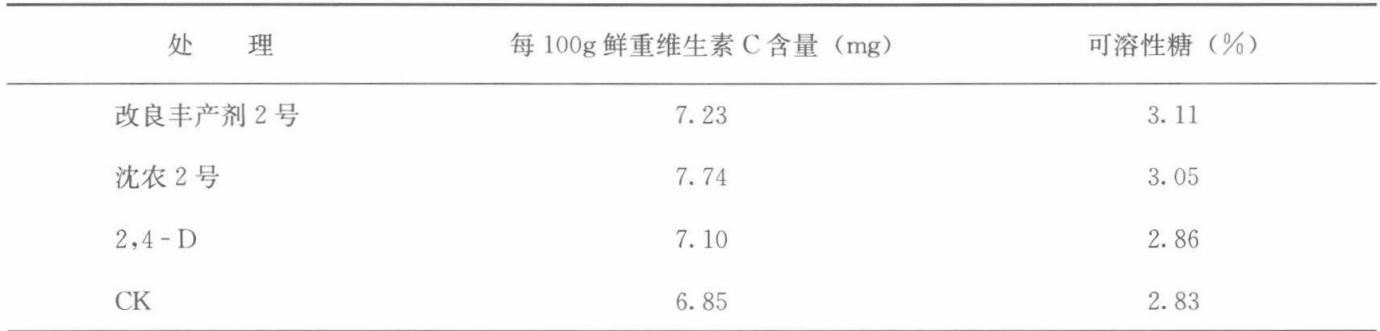 处 理 每 100g 鲜重维生素 C 含量（mg） 可溶性糖（%）
改良丰产剂 2 号 7.23 3.11
沈农 2 号 7.74 3.05
2,4-D 7.10 2.86
CK 6.85 2.83